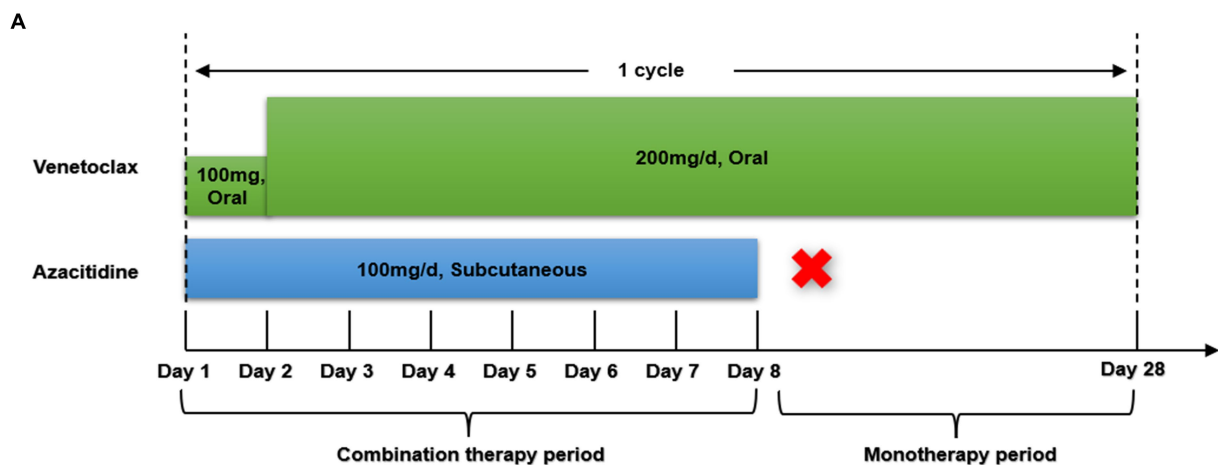 A
1 cycle
Venetoclax
100mg,
Oral
200mg/d, Oral
Azacitidine
100mg/d, Subcutaneous
Day 1 Day 2 Day 3 Day 4 Day 5 Day 6 Day 7 Day 8 Day 28
Combination therapy period
Monotherapy period